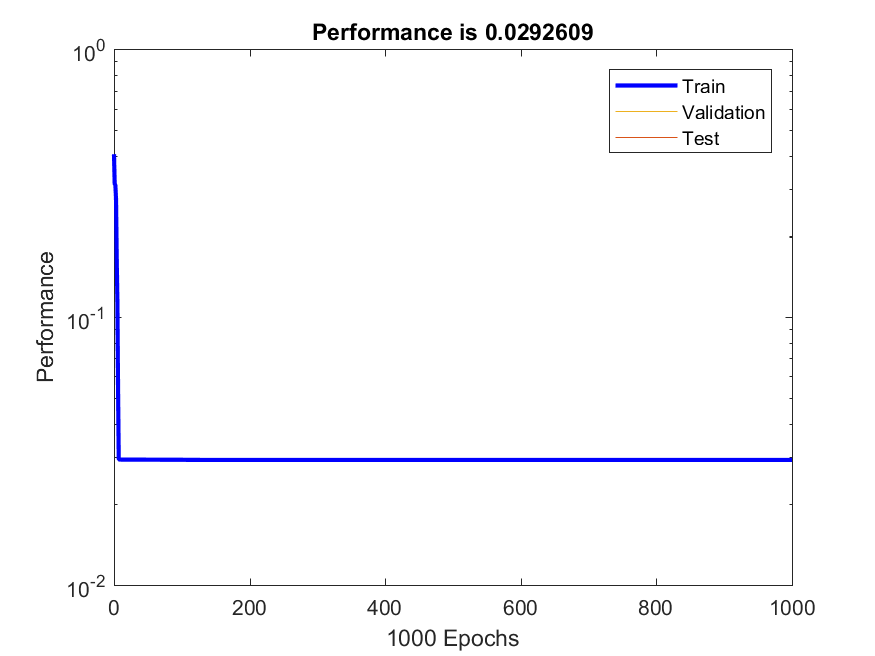 Performance is 0.0292609
10^0
Train
Validation
Test
Performance
10^-1
10^-2
0 200 400 600 800 1000
1000 Epochs